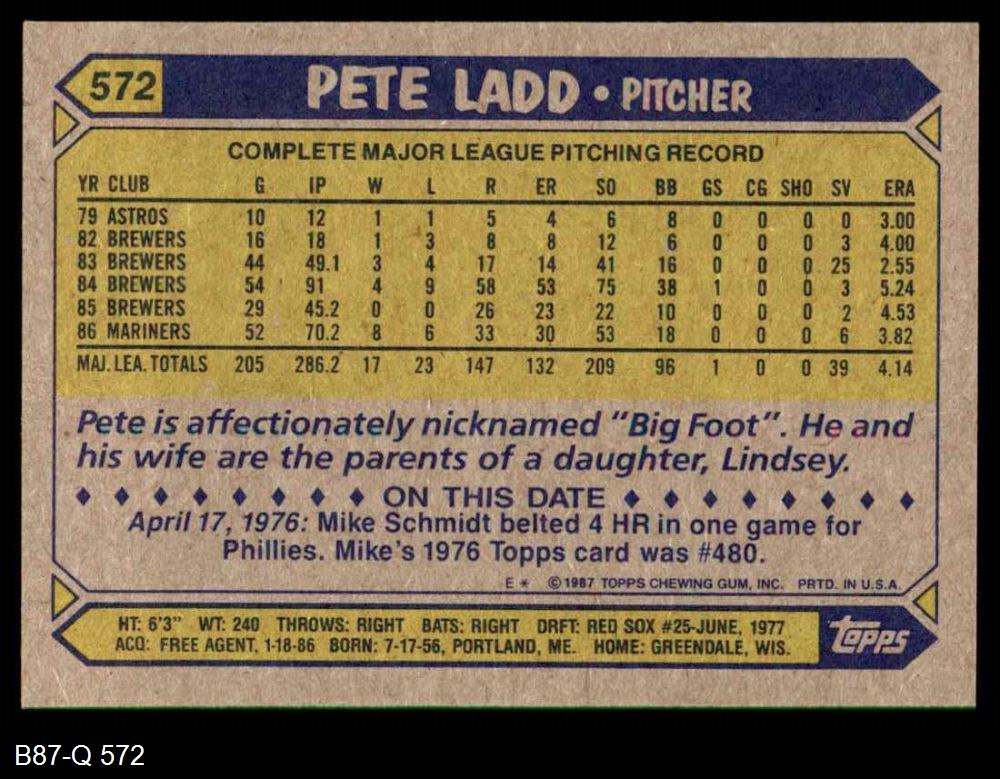 572 PETE LADD • PITCHER
COMPLETE MAJOR LEAGUE PITCHING RECORD
YR CLUB G IP W L R ER SO BB GS CG SHO SV ERA
79 ASTROS 10 12 1 1 5 4 6 8 0 0 0 0 3.00
82 BREWERS 16 18 1 3 8 8 12 6 0 0 0 3 4.00
83 BREWERS 44 49.1 3 4 17 14 41 16 0 0 0 25 2.55
84 BREWERS 54 91 4 9 58 53 75 38 1 0 0 3 5.24
85 BREWERS 29 45.2 0 0 26 23 22 10 0 0 0 2 4.53
86 MARINERS 52 70.2 8 6 33 30 53 18 0 0 0 6 3.82
MAJ. LEA. TOTALS 205 286.2 17 23 147 132 209 96 1 0 0 39 4.14
Pete is affectionately nicknamed "Big Foot". He and
his wife are the parents of a daughter, Lindsey.
♦ ♦ ♦ ♦ ♦ ♦ ♦ ♦ ON THIS DATE ♦ ♦ ♦ ♦ ♦ ♦ ♦ ♦
April 17, 1976: Mike Schmidt belted 4 HR in one game for
Phillies. Mike's 1976 Topps card was #480.
E * © 1987 TOPPS CHEWING GUM, INC. PRTD. IN U.S.A.
HT: 6'3" WT: 240 THROWS: RIGHT BATS: RIGHT DRFT: RED SOX #25-JUNE, 1977
ACQ: FREE AGENT, 1-18-86 BORN: 7-17-56, PORTLAND, ME. HOME: GREENDALE, WIS.
Topps
B87-Q 572